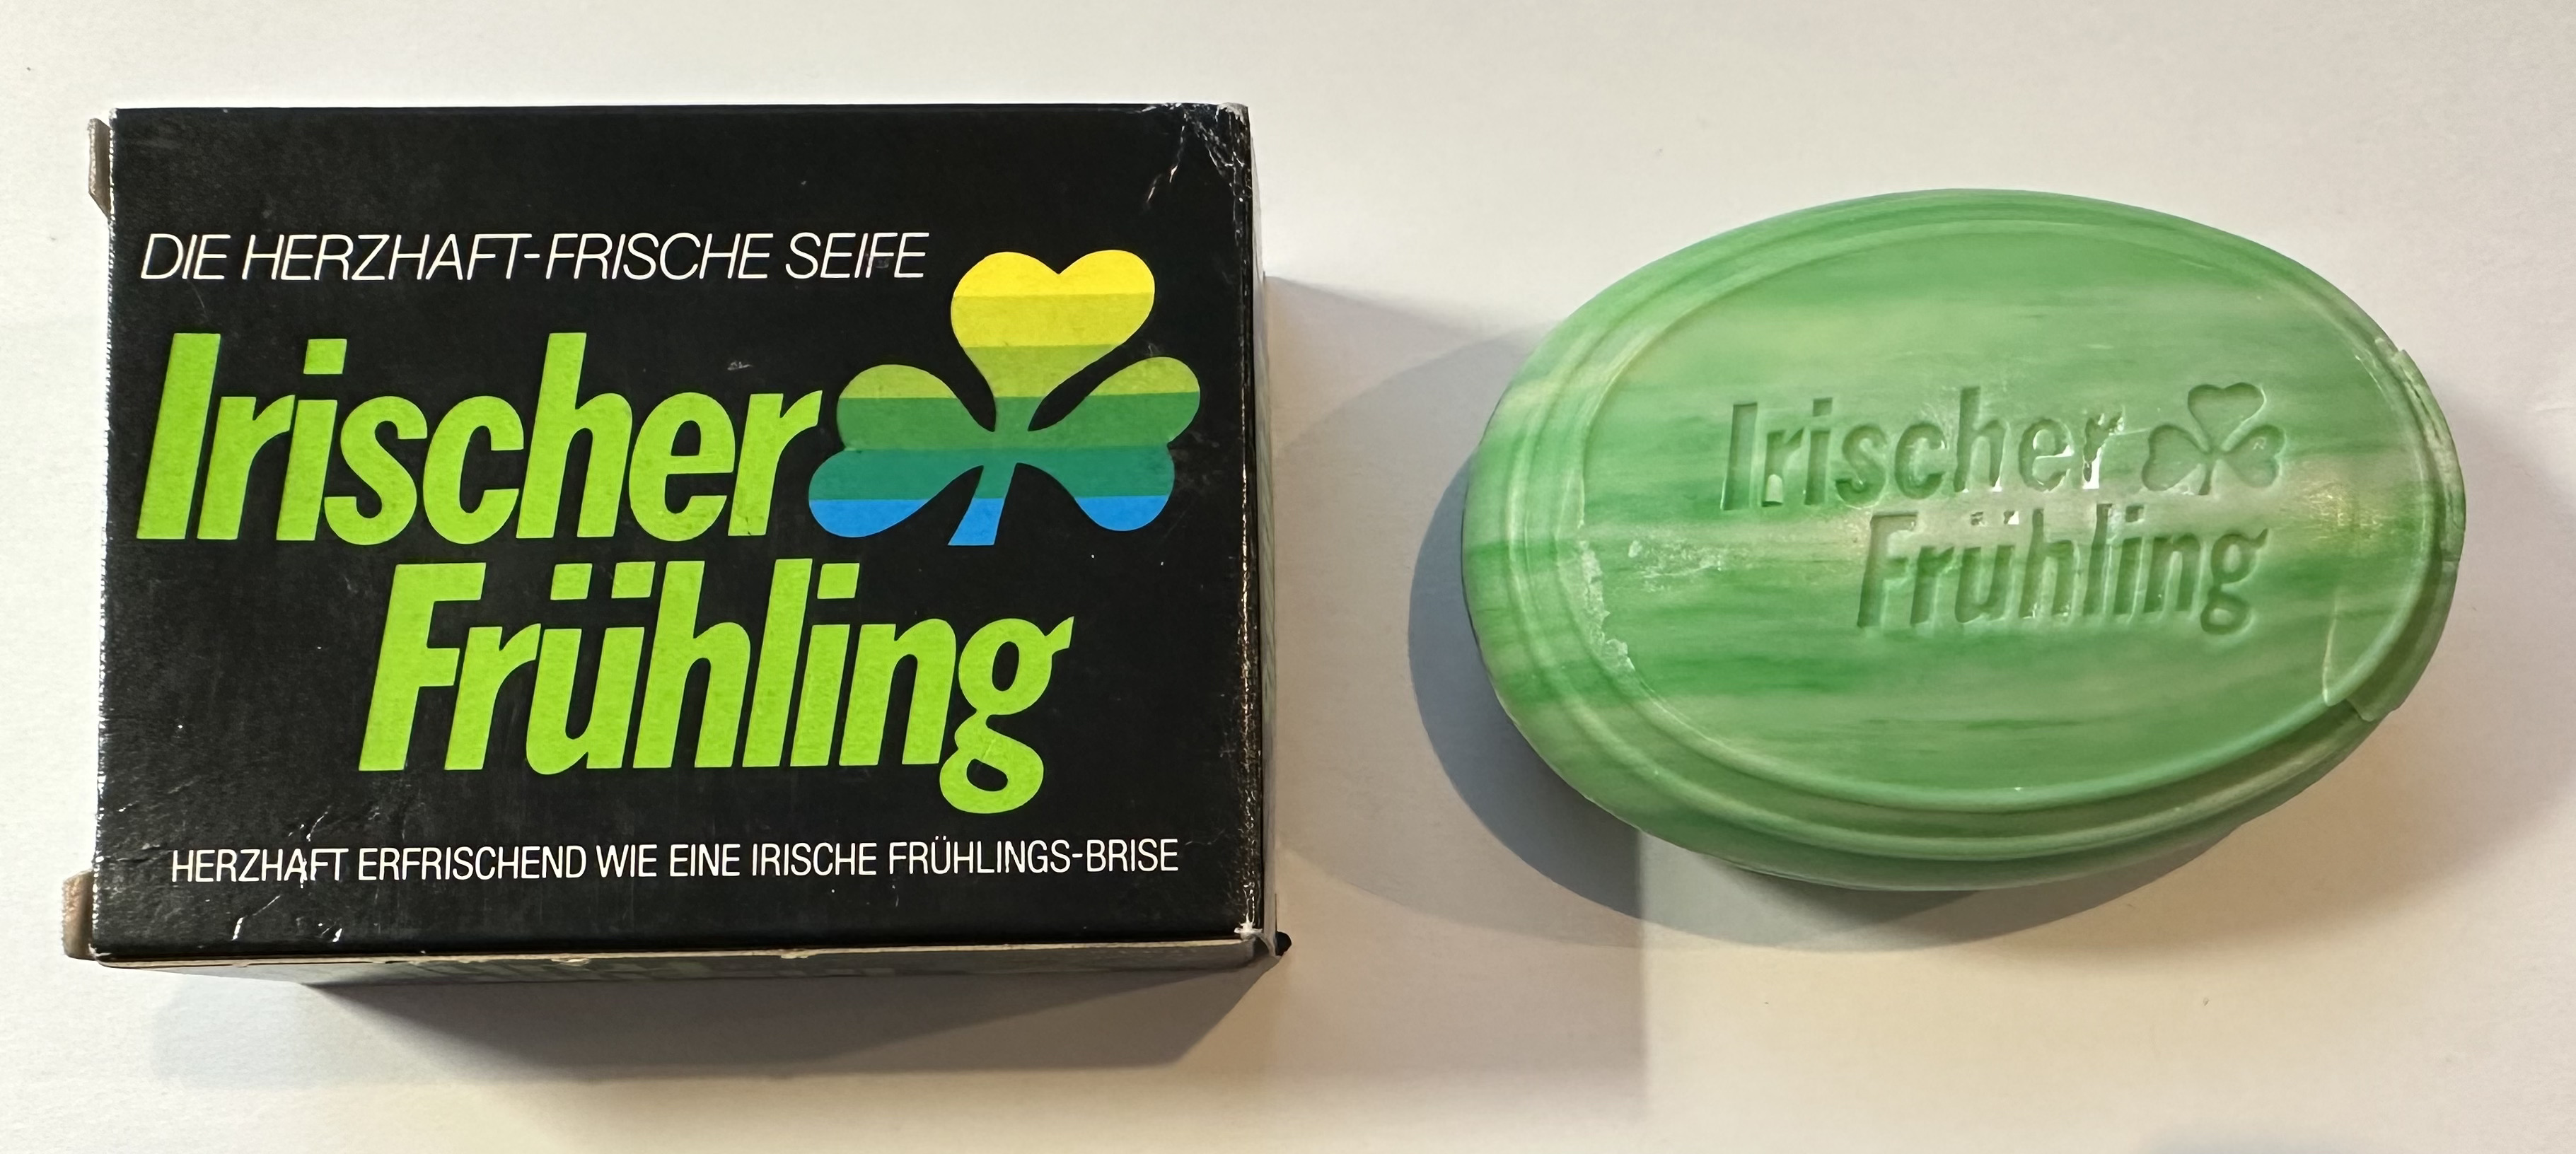 DIE HERZHAFT-FRISCHE SEIFE
Irischer
Frühling
HERZHAFT ERFRISCHEND WIE EINE IRISCHE FRÜHLINGS-BRISE
Irischer
Frühling